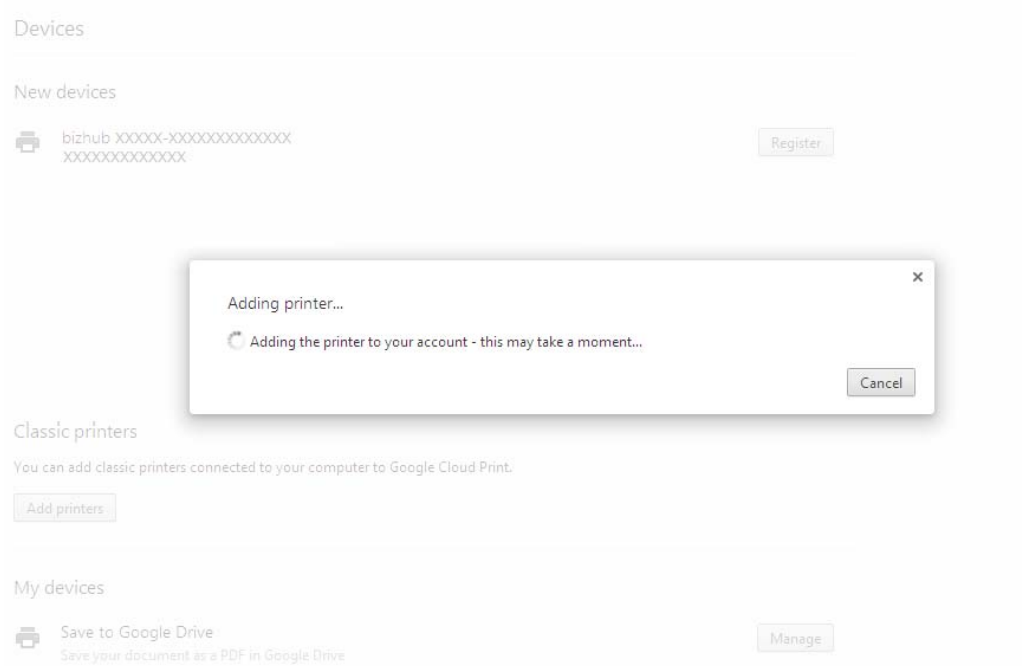 Devices
New devices
bizhub XXXXX-XXXXXXXXXXXXX
XXXXXXXXXXXXX
Register
×
Adding printer...
Adding the printer to your account - this may take a moment...
Cancel
Classic printers
You can add classic printers connected to your computer to Google Cloud Print.
Add printers
My devices
Save to Google Drive
Save your document as a PDF in Google Drive
Manage